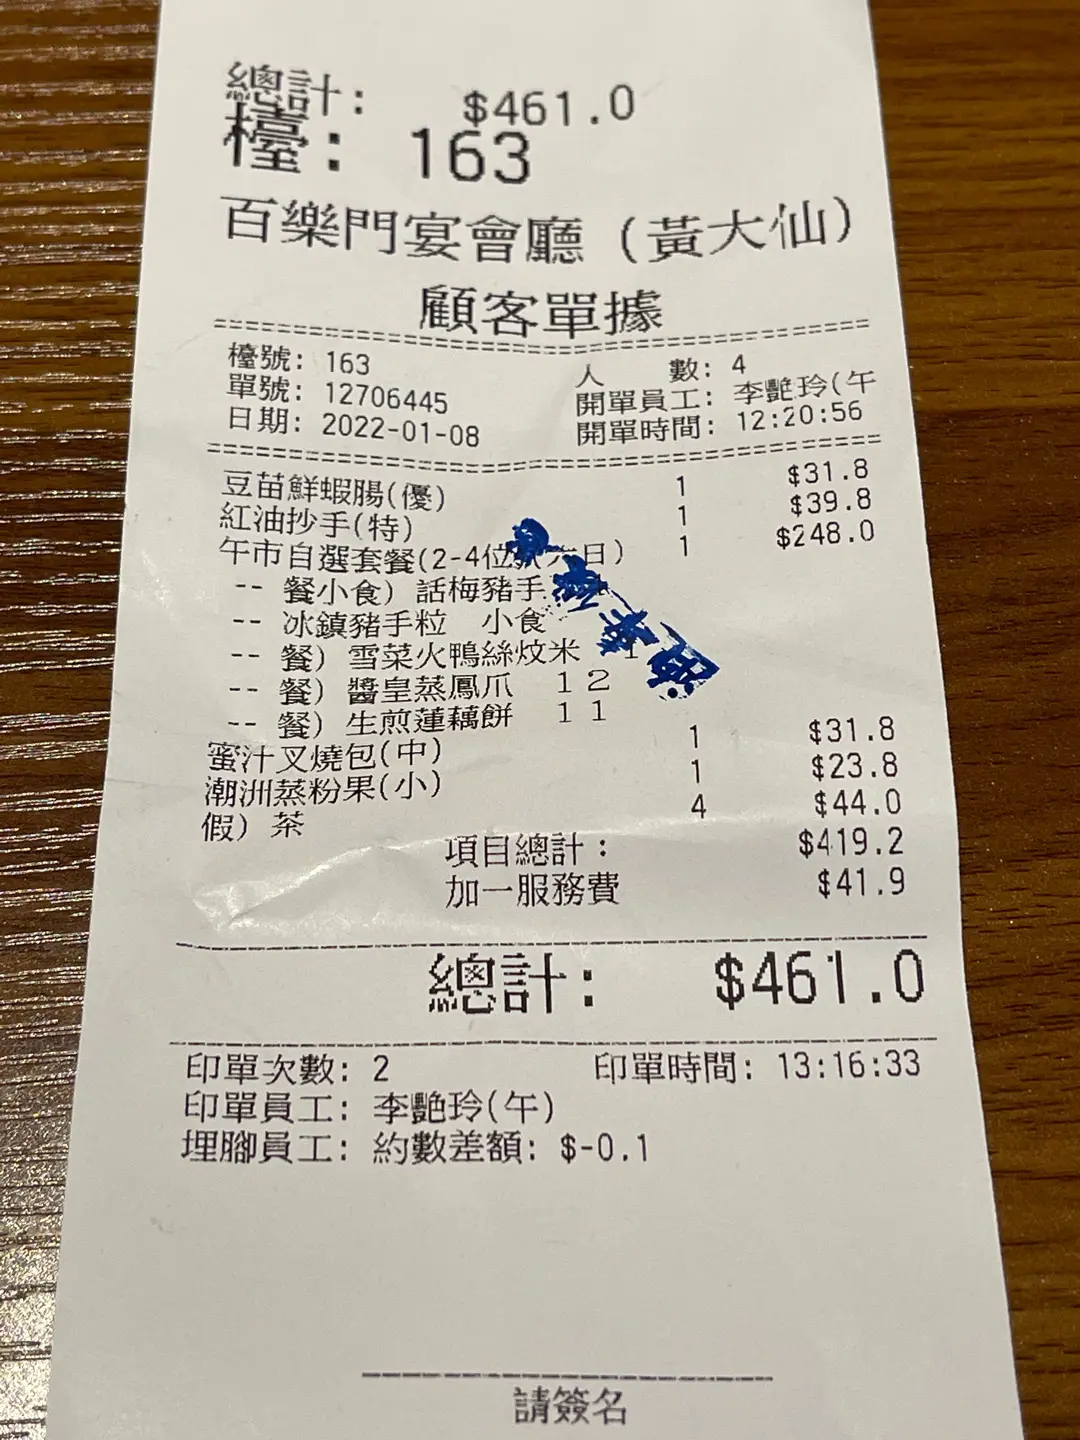 總計： $461.0
檯： 163
百樂門宴會廳（黃大仙）
顧客單據
檯號: 163 人 數: 4
單號: 12706445 開單員工: 李艷玲(午
日期: 2022-01-08 開單時間: 12:20:56
豆苗鮮蝦腸(優) 1 $31.8
紅油抄手(特) 1 $39.8
午市自選套餐(2-4位 六日) 1 $248.0
-- 餐小食) 話梅豬手
-- 冰鎮豬手粒 小食
-- 餐) 雪菜火鴨絲炆米 1
-- 餐) 醬皇蒸鳳爪 1 2
-- 餐) 生煎蓮藕餅 1 1
蜜汁叉燒包(中) 1 $31.8
潮洲蒸粉果(小) 1 $23.8
假) 茶 4 $44.0
項目總計： $419.2
加一服務費 $41.9
總計： $461.0
印單次數: 2 印單時間: 13:16:33
印單員工: 李艷玲(午)
埋腳員工: 約數差額: $-0.1
請簽名